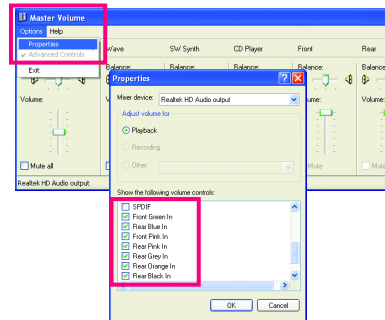 Master Volume
Options Help
Properties
Advanced Controls
Exit
Wave SW Synth CD Player Front Rear
Balance: Balance: Balance: Balance: Balance
Properties
Mixer device: Realtek HD Audio output
Adjust volume for
Playback
Recording
Other
Volume: Volume:
Mute all Mute Mute
Show the following volume controls:
SPDIF
Front Green In
Rear Blue In
Front Pink In
Rear Pink In
Rear Grey In
Rear Orange In
Rear Black In
Realtek HD Audio output
OK Cancel